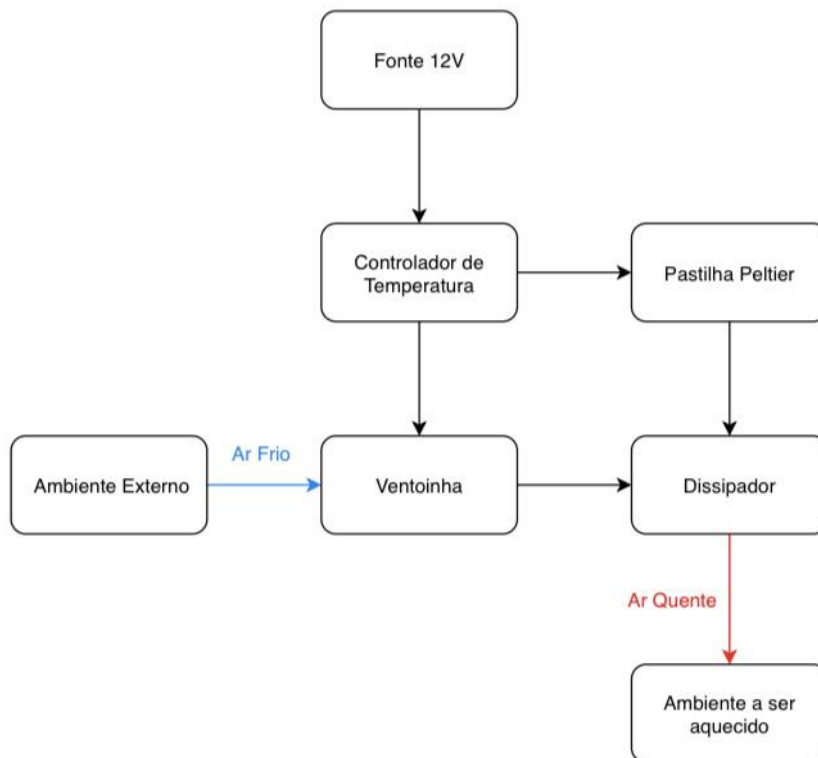 Fonte 12V
Controlador de
Temperatura
Pastilha Peltier
Ar Frio
Ambiente Externo
Ventoinha
Dissipador
Ar Quente
Ambiente a ser
aquecido